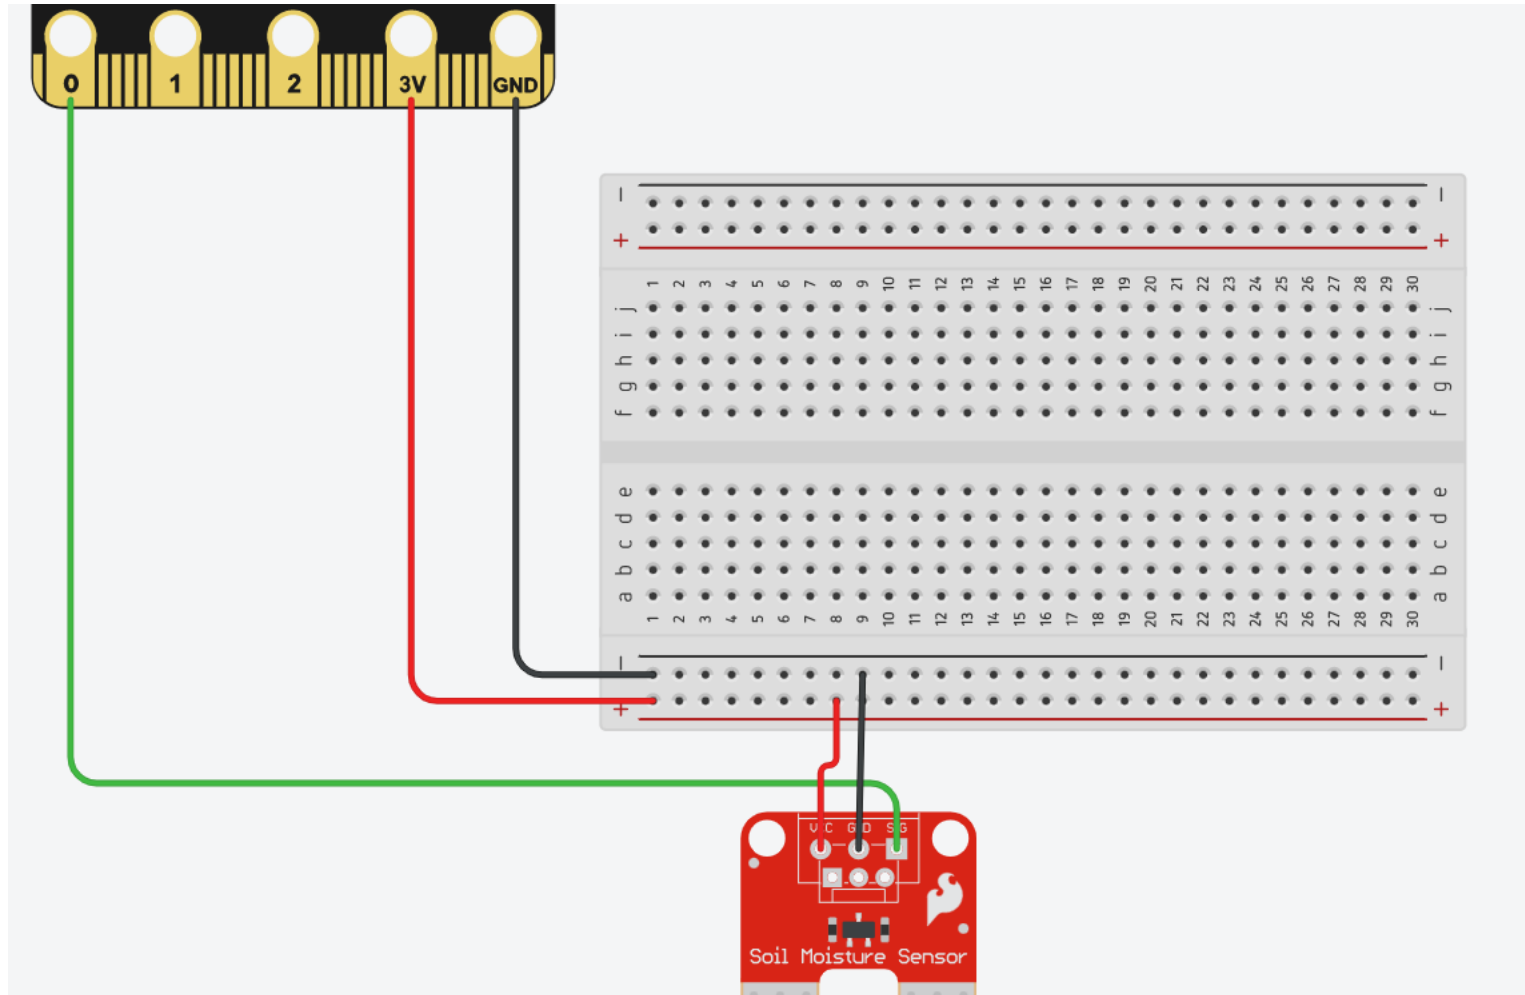 0 1 2 3V GND
− −
+ +
1 2 3 4 5 6 7 8 9 10 11 12 13 14 15 16 17 18 19 20 21 22 23 24 25 26 27 28 29 30
j j
i i
h h
g g
f f
e e
d d
c c
b b
a a
1 2 3 4 5 6 7 8 9 10 11 12 13 14 15 16 17 18 19 20 21 22 23 24 25 26 27 28 29 30
− −
+ +
Soil Moisture Sensor